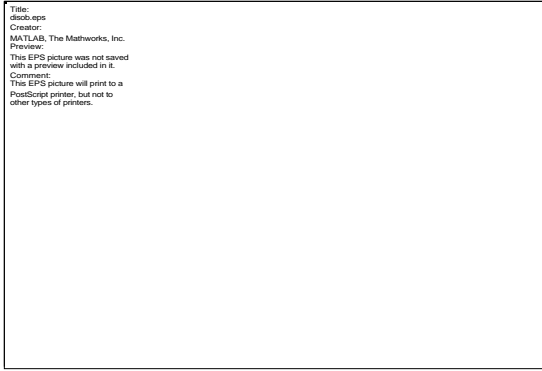 Title:
disob.eps
Creator:
MATLAB, The Mathworks, Inc.
Preview:
This EPS picture was not saved
with a preview included in it.
Comment:
This EPS picture will print to a
PostScript printer, but not to
other types of printers.